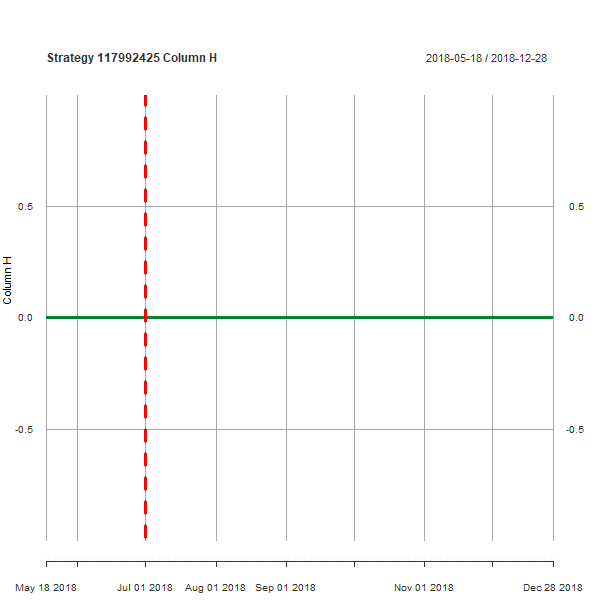 Strategy 117992425 Column H
2018-05-18 / 2018-12-28
0.5
0.5
Column H
0.0
0.0
-0.5
-0.5
May 18 2018
Jul 01 2018
Aug 01 2018
Sep 01 2018
Nov 01 2018
Dec 28 2018